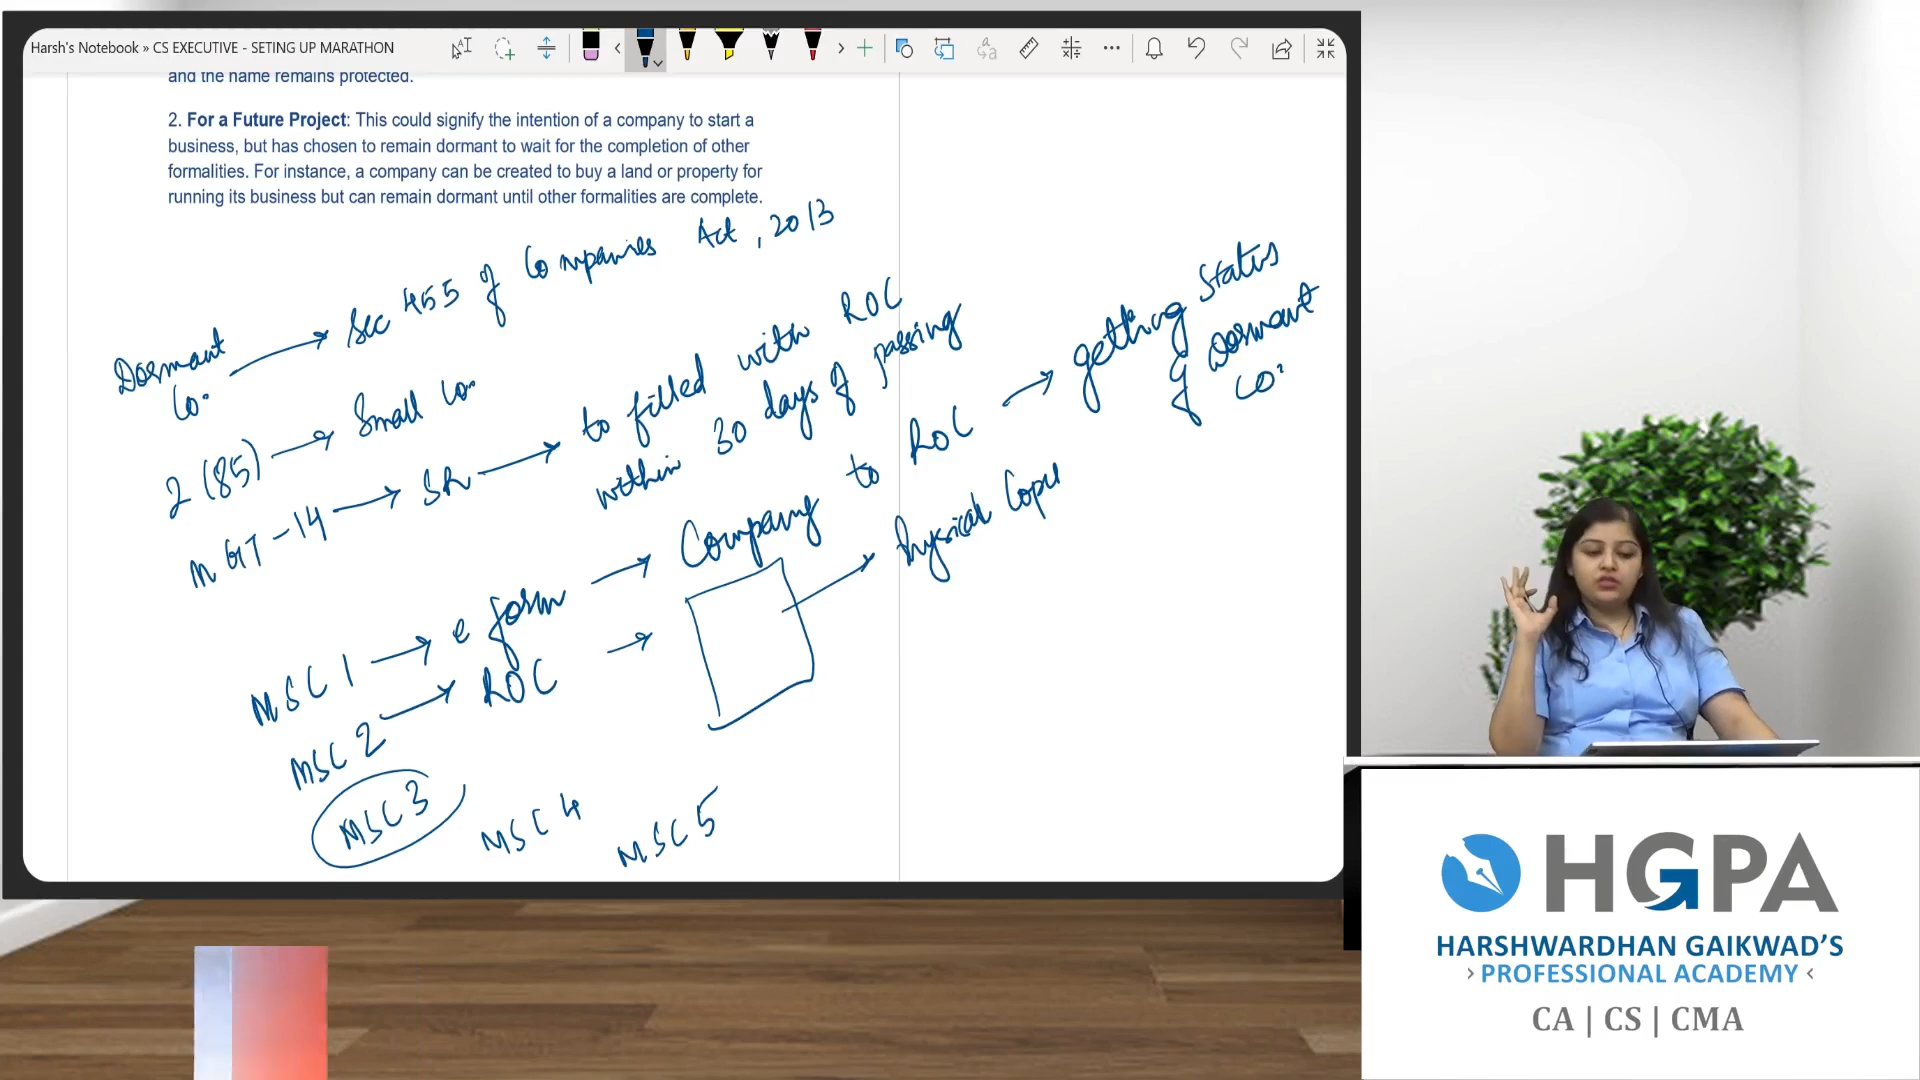 Harsh's Notebook » CS EXECUTIVE - SETING UP MARATHON
and the name remains protected.
2. For a Future Project: This could signify the intention of a company to start a
business, but has chosen to remain dormant to wait for the completion of other
formalities. For instance, a company can be created to buy a land or property for
running its business but can remain dormant until other formalities are complete.
Dormant Co. → Sec 455 of Companies Act, 2013
2 (85) → Small Co.
MGT-14 → SR → to filled with ROC
within 30 days of passing
MSC 1 → e form → Company to ROC → getting status
of Dormant
co.
MSC 2 → ROC → Physical Copy
MSC 3
MSC 4
MSC 5
HGPA
HARSHWARDHAN GAIKWAD'S
› PROFESSIONAL ACADEMY ‹
CA | CS | CMA